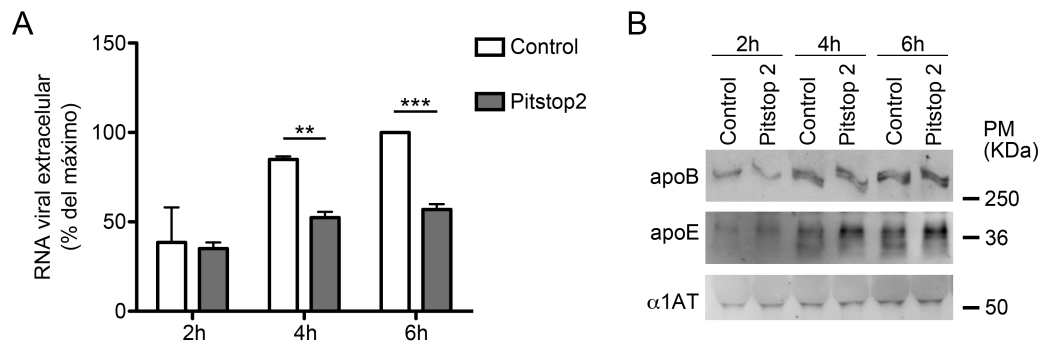 A
RNA viral extracelular
(% del máximo)
150
100
50
0
2h
4h
6h
**
***
Control
Pitstop2
B
2h
4h
6h
Control
Pitstop 2
Control
Pitstop 2
Control
Pitstop 2
PM
(KDa)
apoB
250
apoE
36
α1AT
50